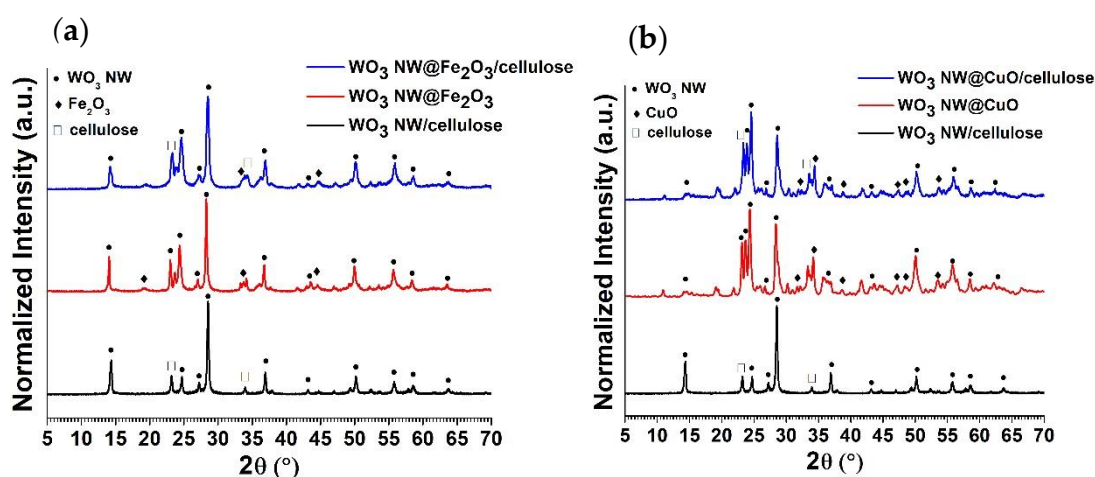 (a)
Normalized Intensity (a.u.)
• WO₃ NW
♦ Fe₂O₃
□ cellulose
WO₃ NW@Fe₂O₃/cellulose
WO₃ NW@Fe₂O₃
WO₃ NW/cellulose
5 15 20 25 30 35 40 45 50 55 60 65 70
2θ (°)
(b)
Normalized Intensity (a.u.)
• WO₃ NW
♦ CuO
□ cellulose
WO₃ NW@CuO/cellulose
WO₃ NW@CuO
WO₃ NW/cellulose
5 15 20 25 30 35 40 45 50 55 60 65 70
2θ (°)